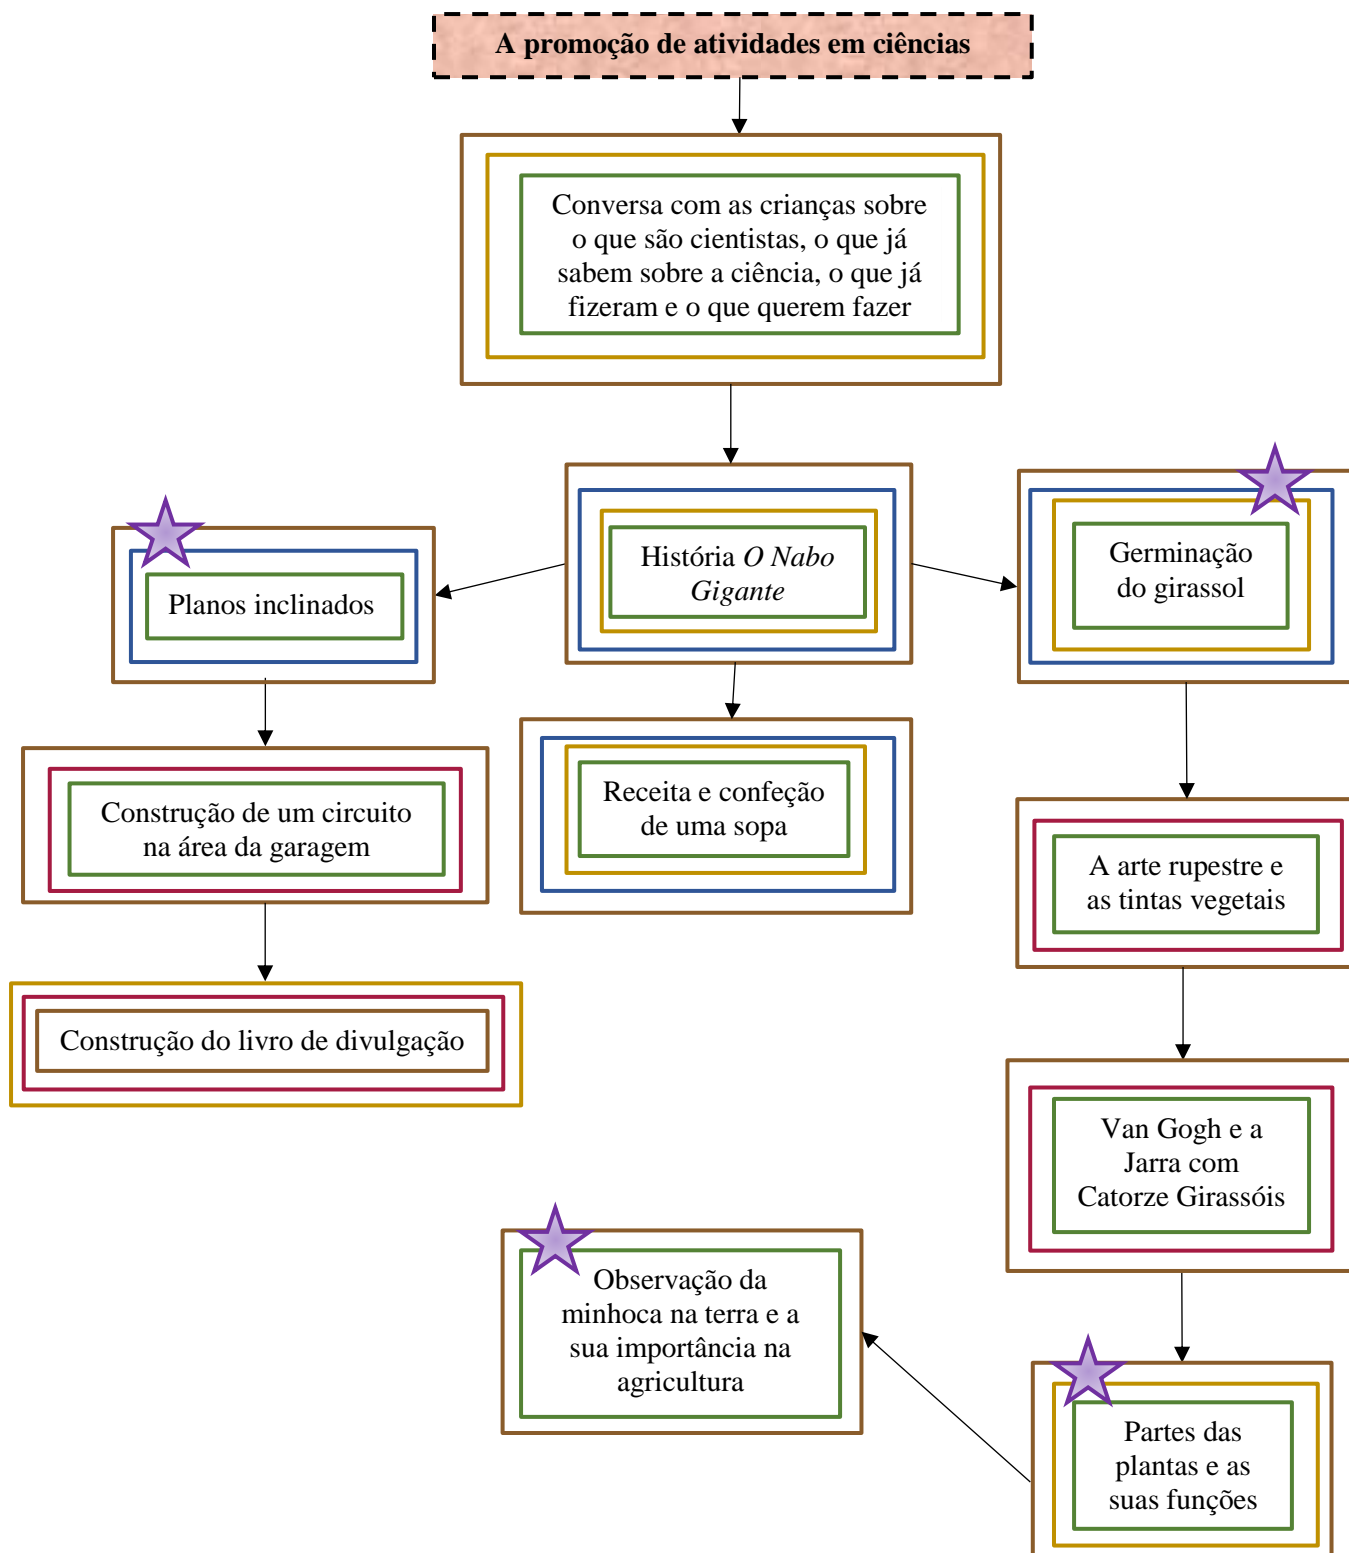 A promoção de atividades em ciências
Conversa com as crianças sobre
o que são cientistas, o que já
sabem sobre a ciência, o que já
fizeram e o que querem fazer
História O Nabo
Gigante
Germinação
do girassol
Planos inclinados
Receita e confeção
de uma sopa
Construção de um circuito
na área da garagem
A arte rupestre e
as tintas vegetais
Construção do livro de divulgação
Van Gogh e a
Jarra com
Catorze Girassóis
Observação da
minhoca na terra e a
sua importância na
agricultura
Partes das
plantas e as
suas funções